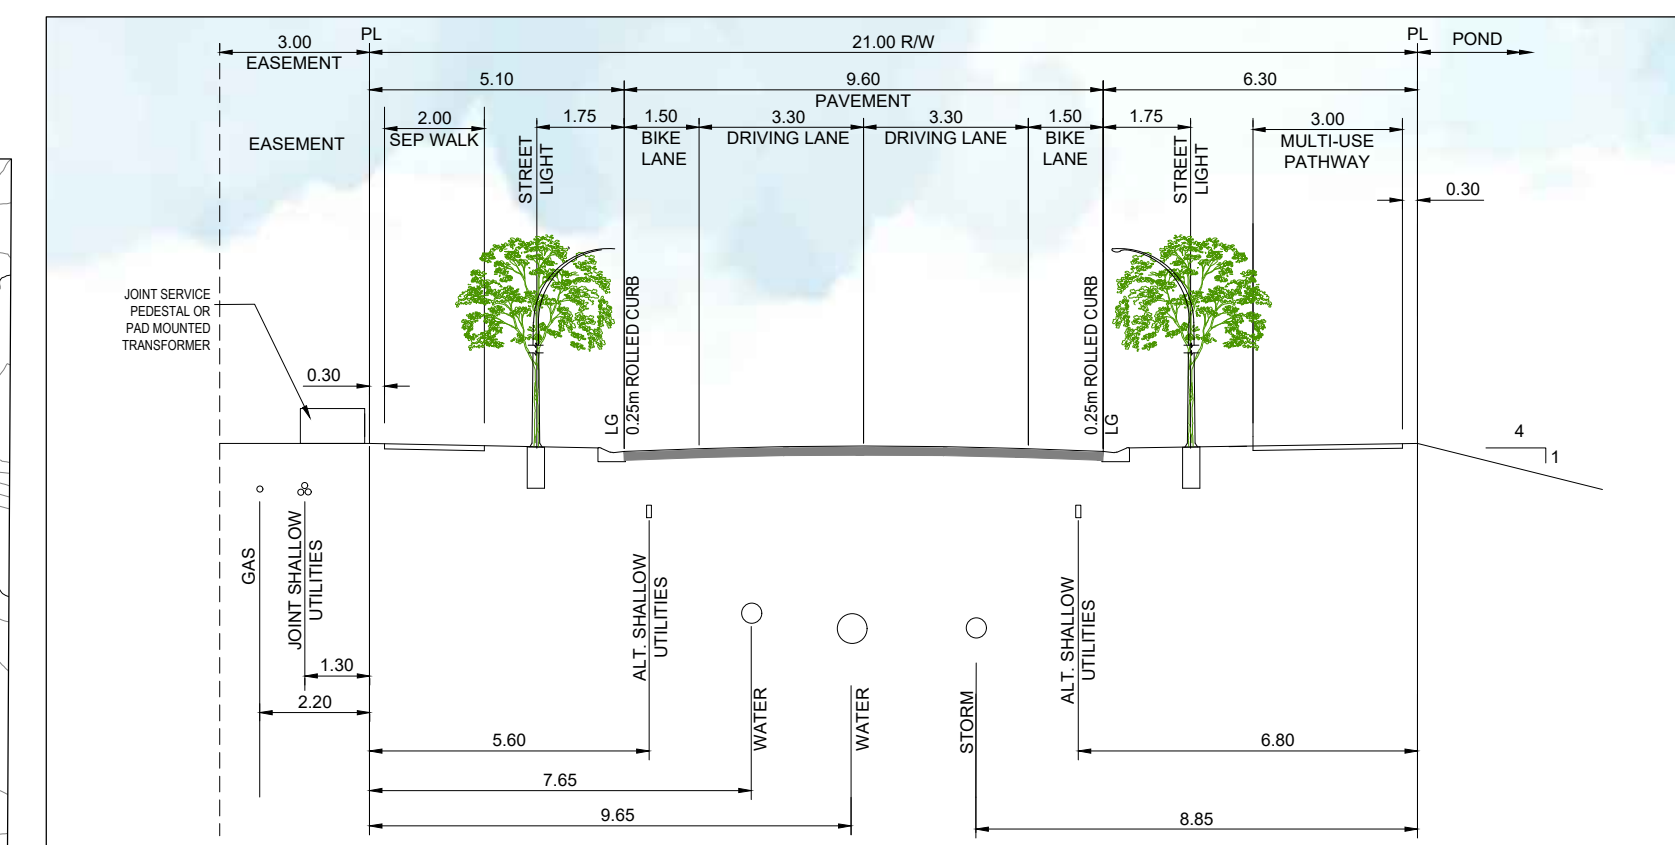 PL
PL
3.00
21.00 R/W
POND
EASEMENT
5.10
9.60
6.30
PAVEMENT
2.00
1.75
1.50
3.30
3.30
1.50
1.75
3.00
EASEMENT
SEP WALK
STREET
LIGHT
BIKE
LANE
DRIVING LANE
DRIVING LANE
BIKE
LANE
STREET
LIGHT
MULTI-USE
PATHWAY
0.30
JOINT SERVICE
PEDESTAL OR
PAD MOUNTED
TRANSFORMER
0.30
LG
0.25m ROLLED CURB
0.25m ROLLED CURB
LG
4
1
GAS
JOINT SHALLOW
UTILITIES
ALT. SHALLOW
UTILITIES
WATER
WATER
STORM
ALT. SHALLOW
UTILITIES
1.30
2.20
5.60
6.80
7.65
9.65
8.85